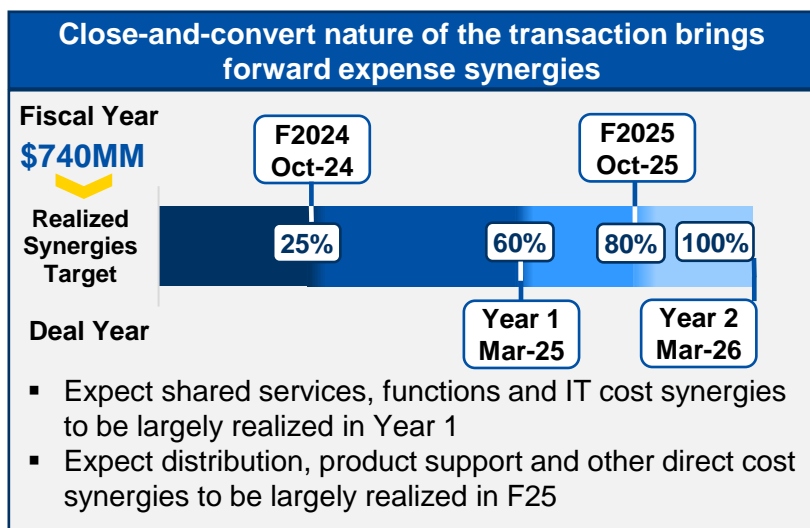 Close-and-convert nature of the transaction brings
forward expense synergies
Fiscal Year
$740MM
F2024
Oct-24
F2025
Oct-25
Realized
Synergies
Target
25%
60%
80%
100%
Deal Year
Year 1
Mar-25
Year 2
Mar-26
▪ Expect shared services, functions and IT cost synergies
to be largely realized in Year 1
▪ Expect distribution, product support and other direct cost
synergies to be largely realized in F25